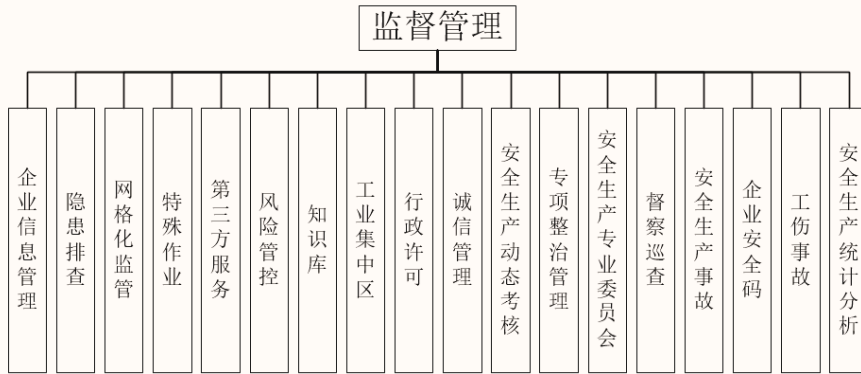 监督管理
企业信息管理
隐患排查
网格化监管
特殊作业
第三方服务
风险管控
知识库
工业集中区
行政许可
诚信管理
安全生产动态考核
专项整治管理
安全生产专业委员会
督察巡查
安全生产事故
企业安全码
工伤事故
安全生产统计分析